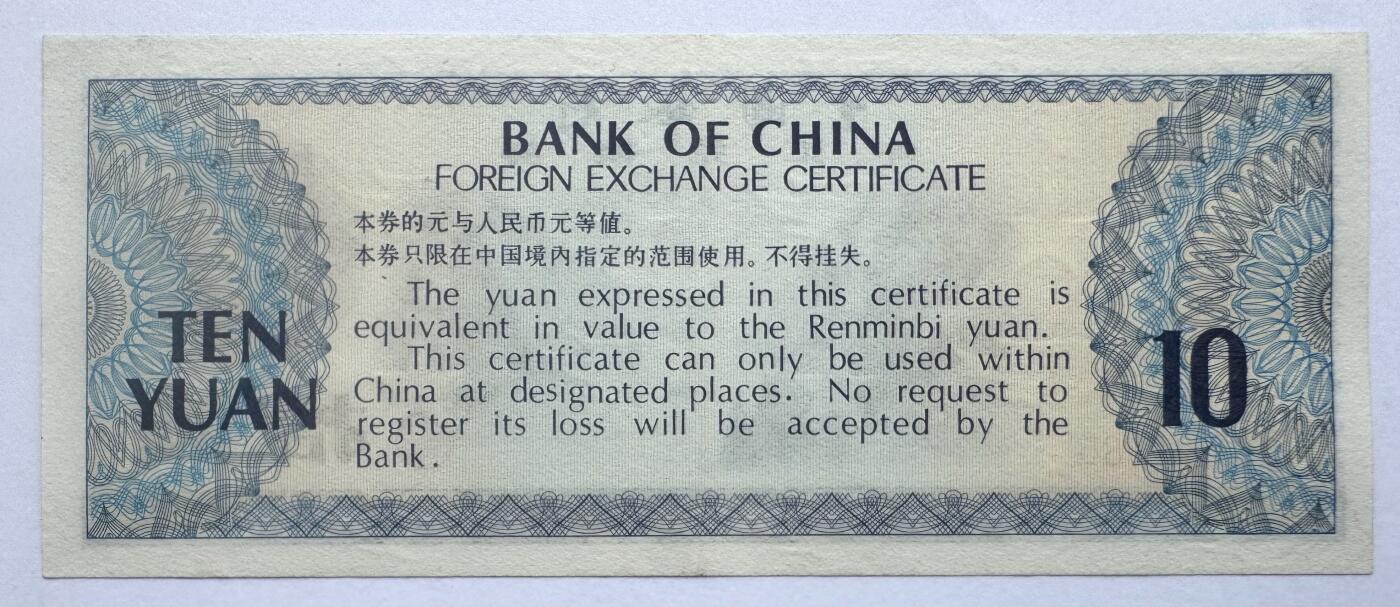 BANK OF CHINA
FOREIGN EXCHANGE CERTIFICATE
本券的元与人民币元等值。
本券只限在中国境内指定的范围使用。不得挂失。
The yuan expressed in this certificate is
equivalent in value to the Renminbi yuan.
This certificate can only be used within
China at designated places. No request to
register its loss will be accepted by the
Bank.
TEN
YUAN
10